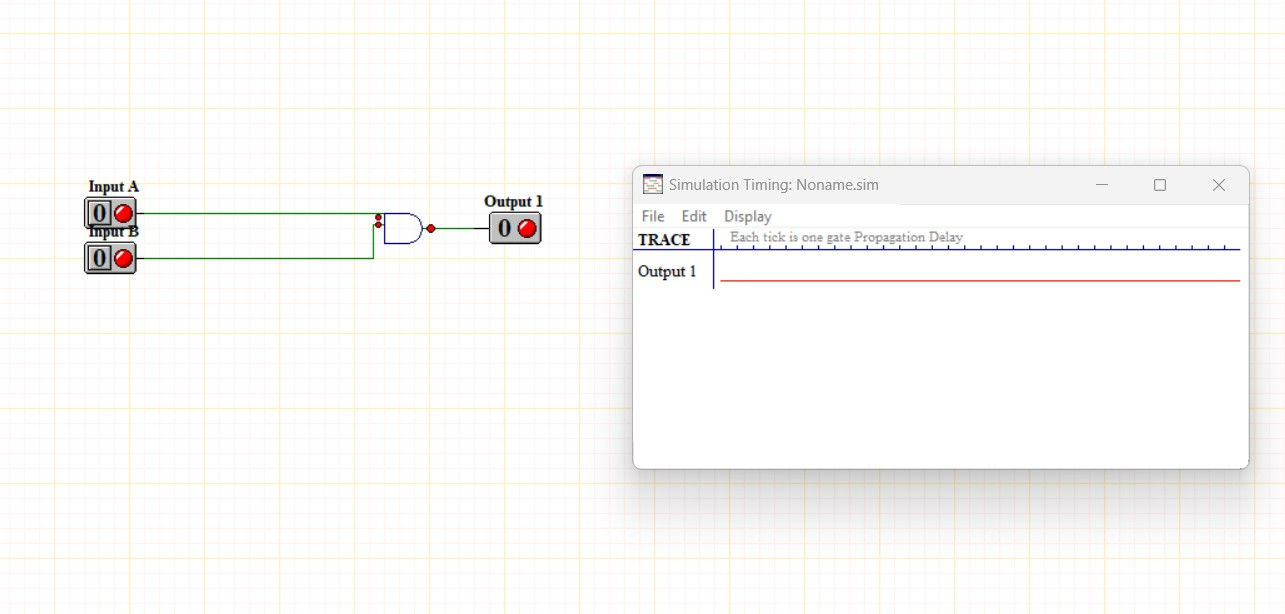 Input A
0
Input B
0
Output 1
0
Simulation Timing: Noname.sim
File Edit Display
TRACE Each tick is one gate Propagation Delay
Output 1